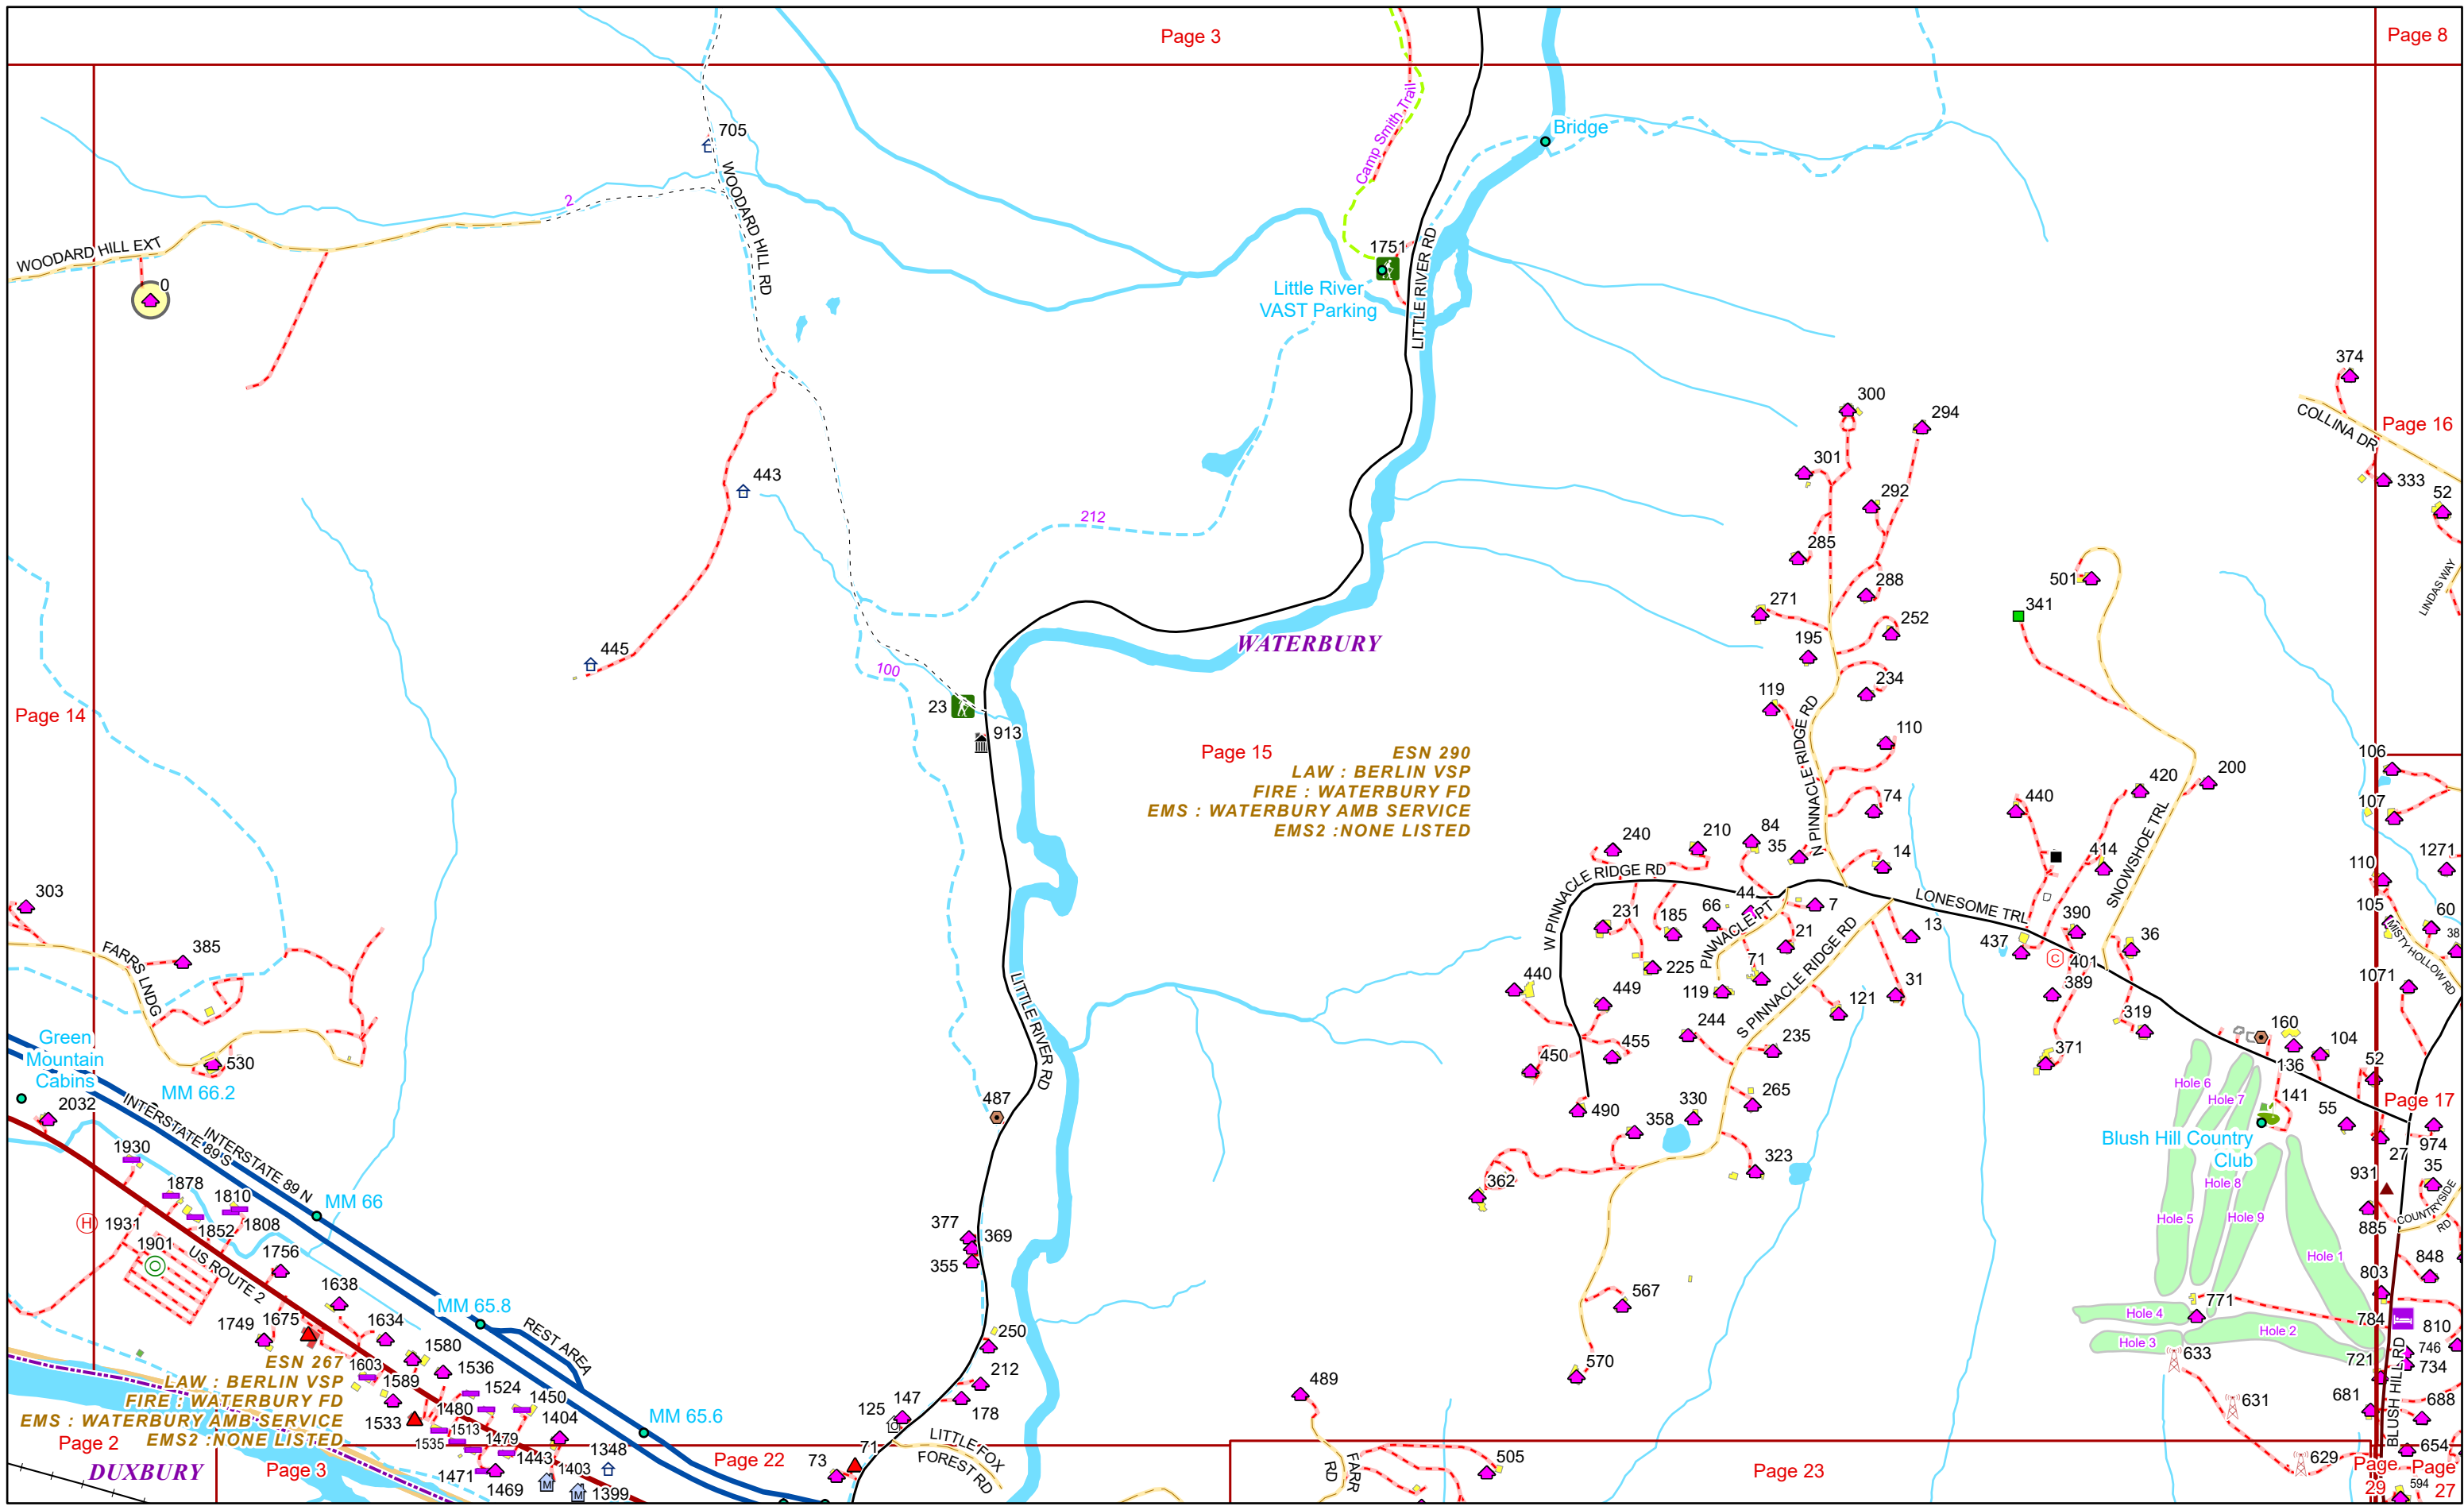 Page 3
Page 8
Camp Smith Trail
Bridge
705
WOODARD HILL RD
2
WOODARD HILL EXT
0
1751
LITTLE RIVER RD
Little River
VAST Parking
374
COLLINA DR
Page 16
333
52
LINDAS WAY
300
294
301
292
285
288
271
252
195
234
119
110
N PINNACLE RIDGE RD
74
14
501
341
443
445
212
100
WATERBURY
23
913
Page 14
Page 15
ESN 290
LAW : BERLIN VSP
FIRE : WATERBURY FD
EMS : WATERBURY AMB SERVICE
EMS2 :NONE LISTED
106
107
110
1271
105
60
38
MISTY HOLLOW RD
1071
200
420
440
414
SNOWSHOE TRL
LONESOME TRL
390
437
401
36
389
319
371
240
210
84
35
W PINNACLE RIDGE RD
44
7
231
185
66
PINNACLE PT
21
13
225
71
119
S PINNACLE RIDGE RD
31
121
440
449
244
235
450
455
265
490
358
330
323
362
567
570
303
385
FARRS LNDG
530
Green
Mountain
Cabins
MM 66.2
2032
INTERSTATE 89 S
INTERSTATE 89 N
1930
1878
1810
1852
1808
MM 66
H
1931
1901
1756
US ROUTE 2
1638
1749
1675
1634
MM 65.8
REST AREA
1580
1603
1536
1589
1524
1450
1533
1480
1404
1535
1513
1479
1443
1348
1471
1403
1469
1399
M
M
MM 65.6
ESN 267
LAW : BERLIN VSP
FIRE : WATERBURY FD
EMS : WATERBURY AMB SERVICE
EMS2 :NONE LISTED
Page 2
DUXBURY
Page 3
Page 22
LITTLE RIVER RD
487
377
369
355
250
212
147
125
178
71
73
LITTLE FOX
FOREST RD
489
FARR
RD
505
Page 23
C
160
104
136
52
141
55
Page 17
974
27
Hole 6
Hole 7
Blush Hill Country
Club
Hole 8
Hole 5
Hole 9
Hole 1
Hole 4
Hole 3
Hole 2
931
35
COUNTRYSIDE
RD
885
848
803
771
784
810
746
721
734
633
681
688
631
BLUSH HILL RD
654
629
Page
29
Page
27
594